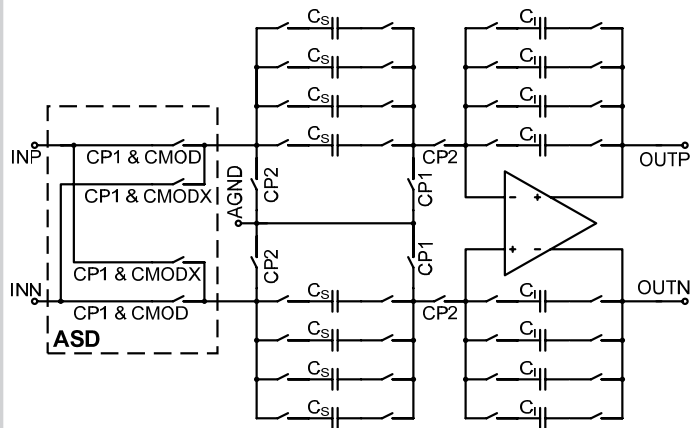 CS CI
CS CI
CS CI
CS CI
INP CP1 & CMOD CP2 OUTP
CP1 & CMODX AGND CP2 CP1
- +
+ -
CP1 & CMODX CP2 CP1
INN CP1 & CMOD CS CP2 CI OUTN
ASD
CS CI
CS CI
CS CI